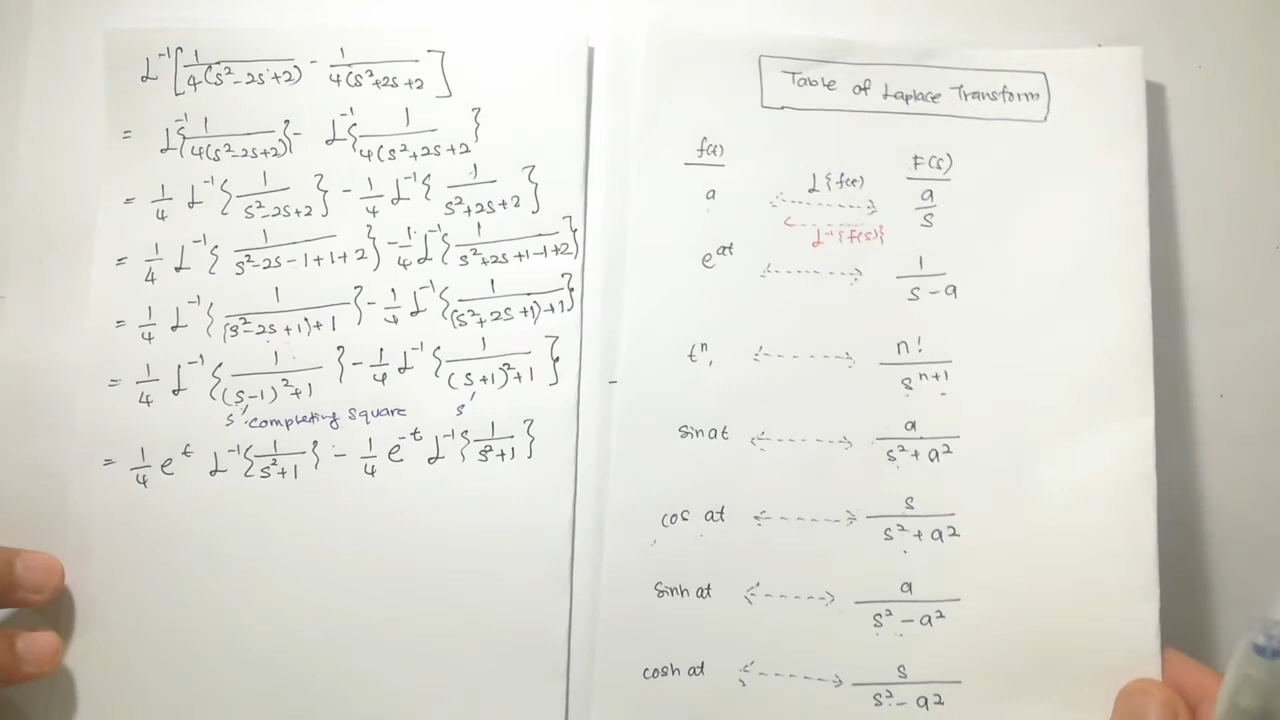 ℒ⁻¹[1/4(s²-2s+2) - 1/4(s²+2s+2]
= ℒ⁻¹{1/4(s²-2s+2)} - ℒ⁻¹{1/4(s²+2s+2}
= 1/4 ℒ⁻¹{1/s²-2s+2} - 1/4 ℒ⁻¹{1/s²+2s+2}
= 1/4 ℒ⁻¹{1/s²-2s-1+1+2} - 1/4 ℒ⁻¹{1/s²+2s+1-1+2}
= 1/4 ℒ⁻¹{1/(s²-2s+1)+1} - 1/4 ℒ⁻¹{1/(s²+2s+1)+1}
= 1/4 ℒ⁻¹{1/(s-1)²+1} - 1/4 ℒ⁻¹{1/(s+1)²+1}
s' completing square s'
= 1/4 e^t ℒ⁻¹{1/s²+1} - 1/4 e^-t ℒ⁻¹{1/s²+1}
Table of Laplace Transform
f(t) F(s)
ℒ{f(t)}
a a/s
ℒ⁻¹{f(s)}
e^at 1/s-a
t^n, n!/s^n+1
sin at a/s²+a²
cos at s/s²+a²
sinh at a/s²-a²
cosh at s/s²-a²